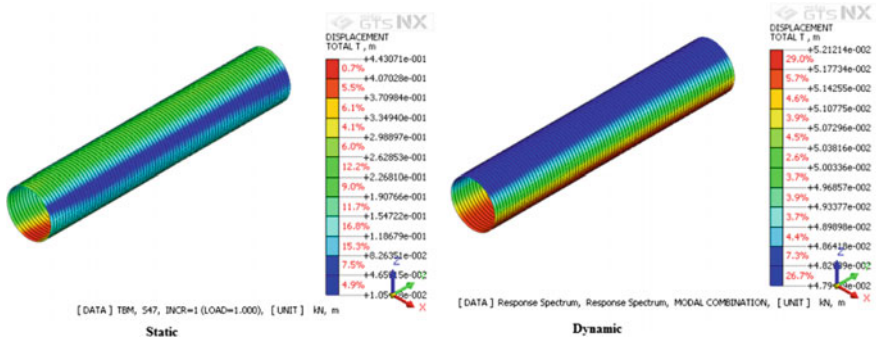 GTS NX
DISPLACEMENT
TOTAL T , m
+4.43071e-001
0.7%
+4.07028e-001
5.5%
+3.70984e-001
6.1%
+3.34940e-001
4.1%
+2.98897e-001
6.0%
+2.62853e-001
12.2%
+2.26810e-001
9.0%
+1.90766e-001
11.7%
+1.54722e-001
16.8%
+1.18679e-001
15.3%
+8.26351e-002
7.5%
4.9%
Z
X
[ DATA ] TBM, S47, INCR=1 (LOAD=1.000), [ UNIT ] kN, m
Static
GTS NX
DISPLACEMENT
TOTAL T , m
+5.21214e-002
29.0%
+5.17734e-002
5.7%
+5.14255e-002
4.6%
+5.10775e-002
3.9%
+5.07296e-002
4.5%
+5.03816e-002
2.6%
+5.00336e-002
3.7%
+4.96857e-002
3.9%
+4.93377e-002
3.7%
+4.89898e-002
4.4%
+4.86418e-002
7.3%
26.7%
Z
X
[ DATA ] Response Spectrum, Response Spectrum, MODAL COMBINATION, [ UNIT ] kN, m
Dynamic